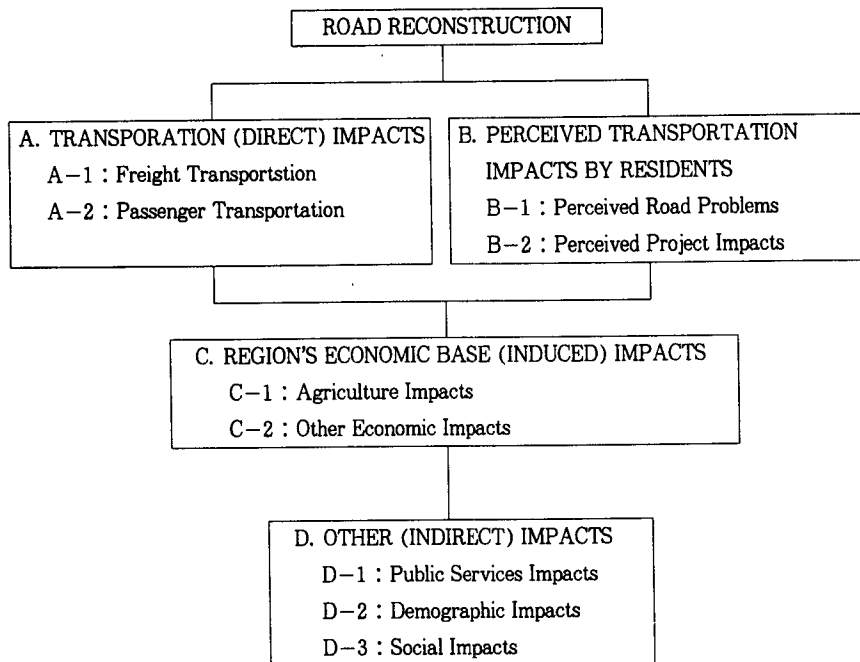 ROAD RECONSTRUCTION
A. TRANSPORATION (DIRECT) IMPACTS
A-1 : Freight Transportstion
A-2 : Passenger Transportation
B. PERCEIVED TRANSPORTATION
IMPACTS BY RESIDENTS
B-1 : Perceived Road Problems
B-2 : Perceived Project Impacts
C. REGION'S ECONOMIC BASE (INDUCED) IMPACTS
C-1 : Agriculture Impacts
C-2 : Other Economic Impacts
D. OTHER (INDIRECT) IMPACTS
D-1 : Public Services Impacts
D-2 : Demographic Impacts
D-3 : Social Impacts